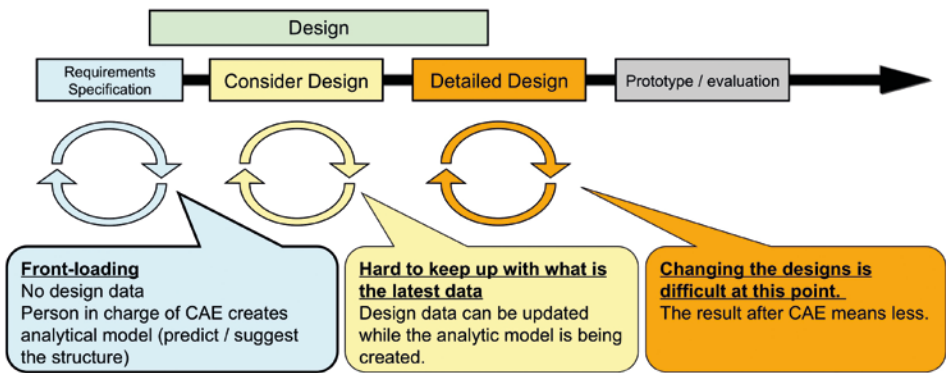 Design
Requirements
Specification
Consider Design
Detailed Design
Prototype / evaluation
Front-loading
No design data
Person in charge of CAE creates
analytical model (predict / suggest
the structure)
Hard to keep up with what is
the latest data
Design data can be updated
while the analytic model is being
created.
Changing the designs is
difficult at this point.
The result after CAE means less.